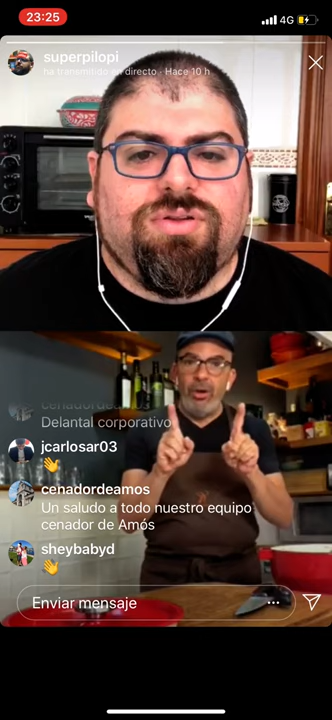 23:25
4G
superpilopi
ha transmitido en directo · Hace 10 h
cenadordeamos
Delantal corporativo
jcarlosar03
👋
cenadordeamos
Un saludo a todo nuestro equipo
cenador de Amós
sheybabyd
👋
Enviar mensaje